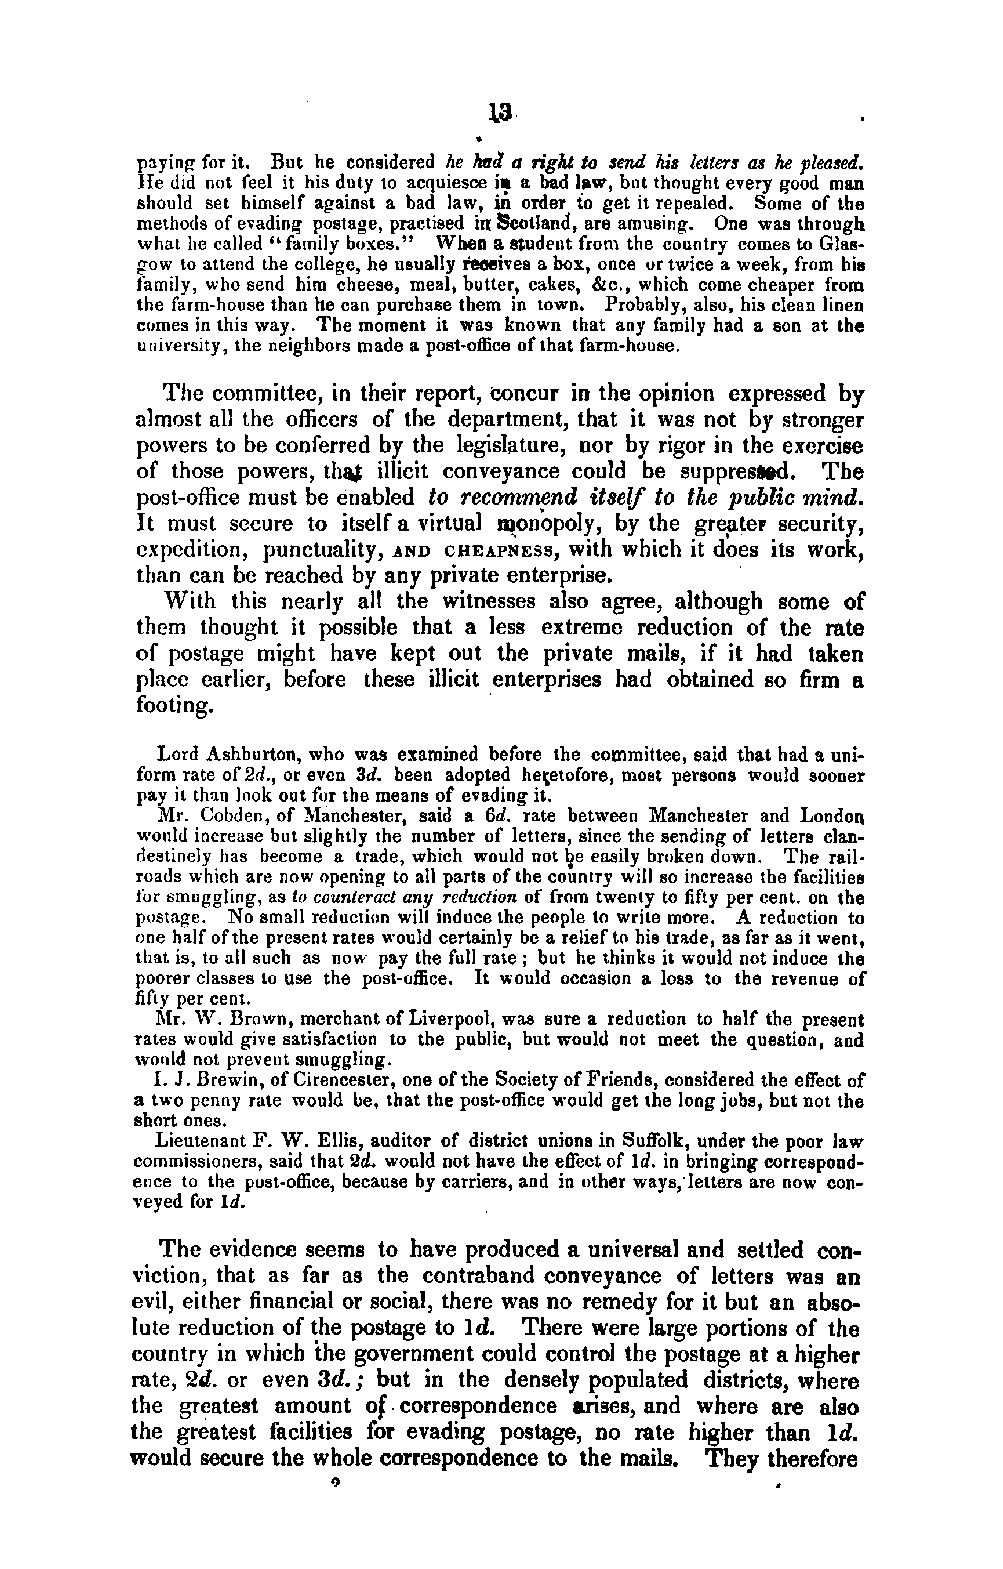 13
paying for it. But he considered he had a right to send his letters as he pleased.
He did not feel it his duty to acquiesce in a bad law, but thought every good man
should set himself against a bad law, in order to get it repealed. Some of the
methods of evading postage, practised in Scotland, are amusing. One was through
what he called "family boxes." When a student from the country comes to Glas-
gow to attend the college, he usually receives a box, once or twice a week, from his
family, who send him cheese, meal, butter, cakes, &c., which come cheaper from
the farm-house than he can purchase them in town. Probably, also, his clean linen
comes in this way. The moment it was known that any family had a son at the
university, the neighbors made a post-office of that farm-house.
The committee, in their report, concur in the opinion expressed by
almost all the officers of the department, that it was not by stronger
powers to be conferred by the legislature, nor by rigor in the exercise
of those powers, that illicit conveyance could be suppressed. The
post-office must be enabled to recommend itself to the public mind.
It must secure to itself a virtual monopoly, by the greater security,
expedition, punctuality, AND CHEAPNESS, with which it does its work,
than can be reached by any private enterprise.
With this nearly all the witnesses also agree, although some of
them thought it possible that a less extreme reduction of the rate
of postage might have kept out the private mails, if it had taken
place earlier, before these illicit enterprises had obtained so firm a
footing.
Lord Ashburton, who was examined before the committee, said that had a uni-
form rate of 2d., or even 3d. been adopted heretofore, most persons would sooner
pay it than look out for the means of evading it.
Mr. Cobden, of Manchester, said a 6d. rate between Manchester and London
would increase but slightly the number of letters, since the sending of letters clan-
destinely has become a trade, which would not be easily broken down. The rail-
roads which are now opening to all parts of the country will so increase the facilities
for smuggling, as to counteract any reduction of from twenty to fifty per cent. on the
postage. No small reduction will induce the people to write more. A reduction to
one half of the present rates would certainly be a relief to his trade, as far as it went,
that is, to all such as now pay the full rate; but he thinks it would not induce the
poorer classes to use the post-office. It would occasion a loss to the revenue of
fifty per cent.
Mr. W. Brown, merchant of Liverpool, was sure a reduction to half the present
rates would give satisfaction to the public, but would not meet the question, and
would not prevent smuggling.
I. J. Brewin, of Cirencester, one of the Society of Friends, considered the effect of
a two penny rate would be, that the post-office would get the long jobs, but not the
short ones.
Lieutenant F. W. Ellis, auditor of district unions in Suffolk, under the poor law
commissioners, said that 2d. would not have the effect of 1d. in bringing correspond-
ence to the post-office, because by carriers, and in other ways, letters are now con-
veyed for 1d.
The evidence seems to have produced a universal and settled con-
viction, that as far as the contraband conveyance of letters was an
evil, either financial or social, there was no remedy for it but an abso-
lute reduction of the postage to 1d. There were large portions of the
country in which the government could control the postage at a higher
rate, 2d. or even 3d.; but in the densely populated districts, where
the greatest amount of correspondence arises, and where are also
the greatest facilities for evading postage, no rate higher than 1d.
would secure the whole correspondence to the mails. They therefore
2